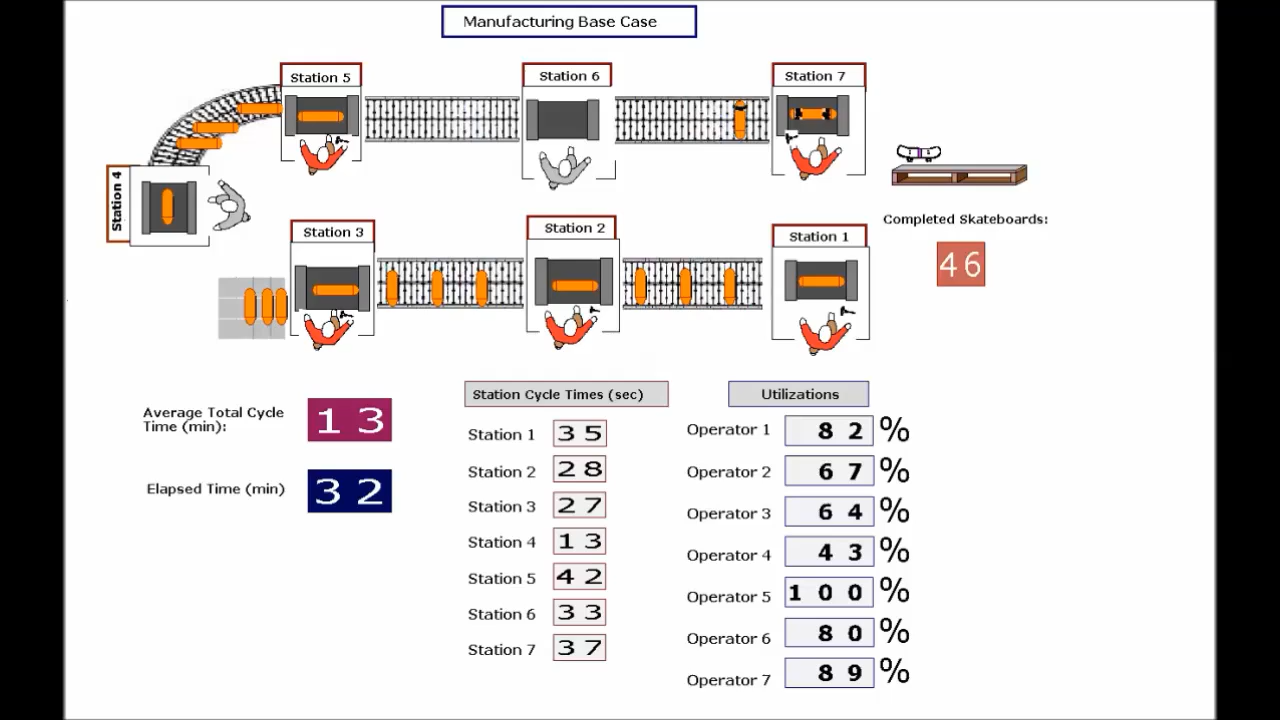 Manufacturing Base Case
Station 5
Station 6
Station 7
Station 4
Station 3
Station 2
Station 1
Completed Skateboards:
46
Average Total Cycle
Time (min):
13
Elapsed Time (min)
32
Station Cycle Times (sec)
Station 1 35
Station 2 28
Station 3 27
Station 4 13
Station 5 42
Station 6 33
Station 7 37
Utilizations
Operator 1 82 %
Operator 2 67 %
Operator 3 64 %
Operator 4 43 %
Operator 5 100 %
Operator 6 80 %
Operator 7 89 %